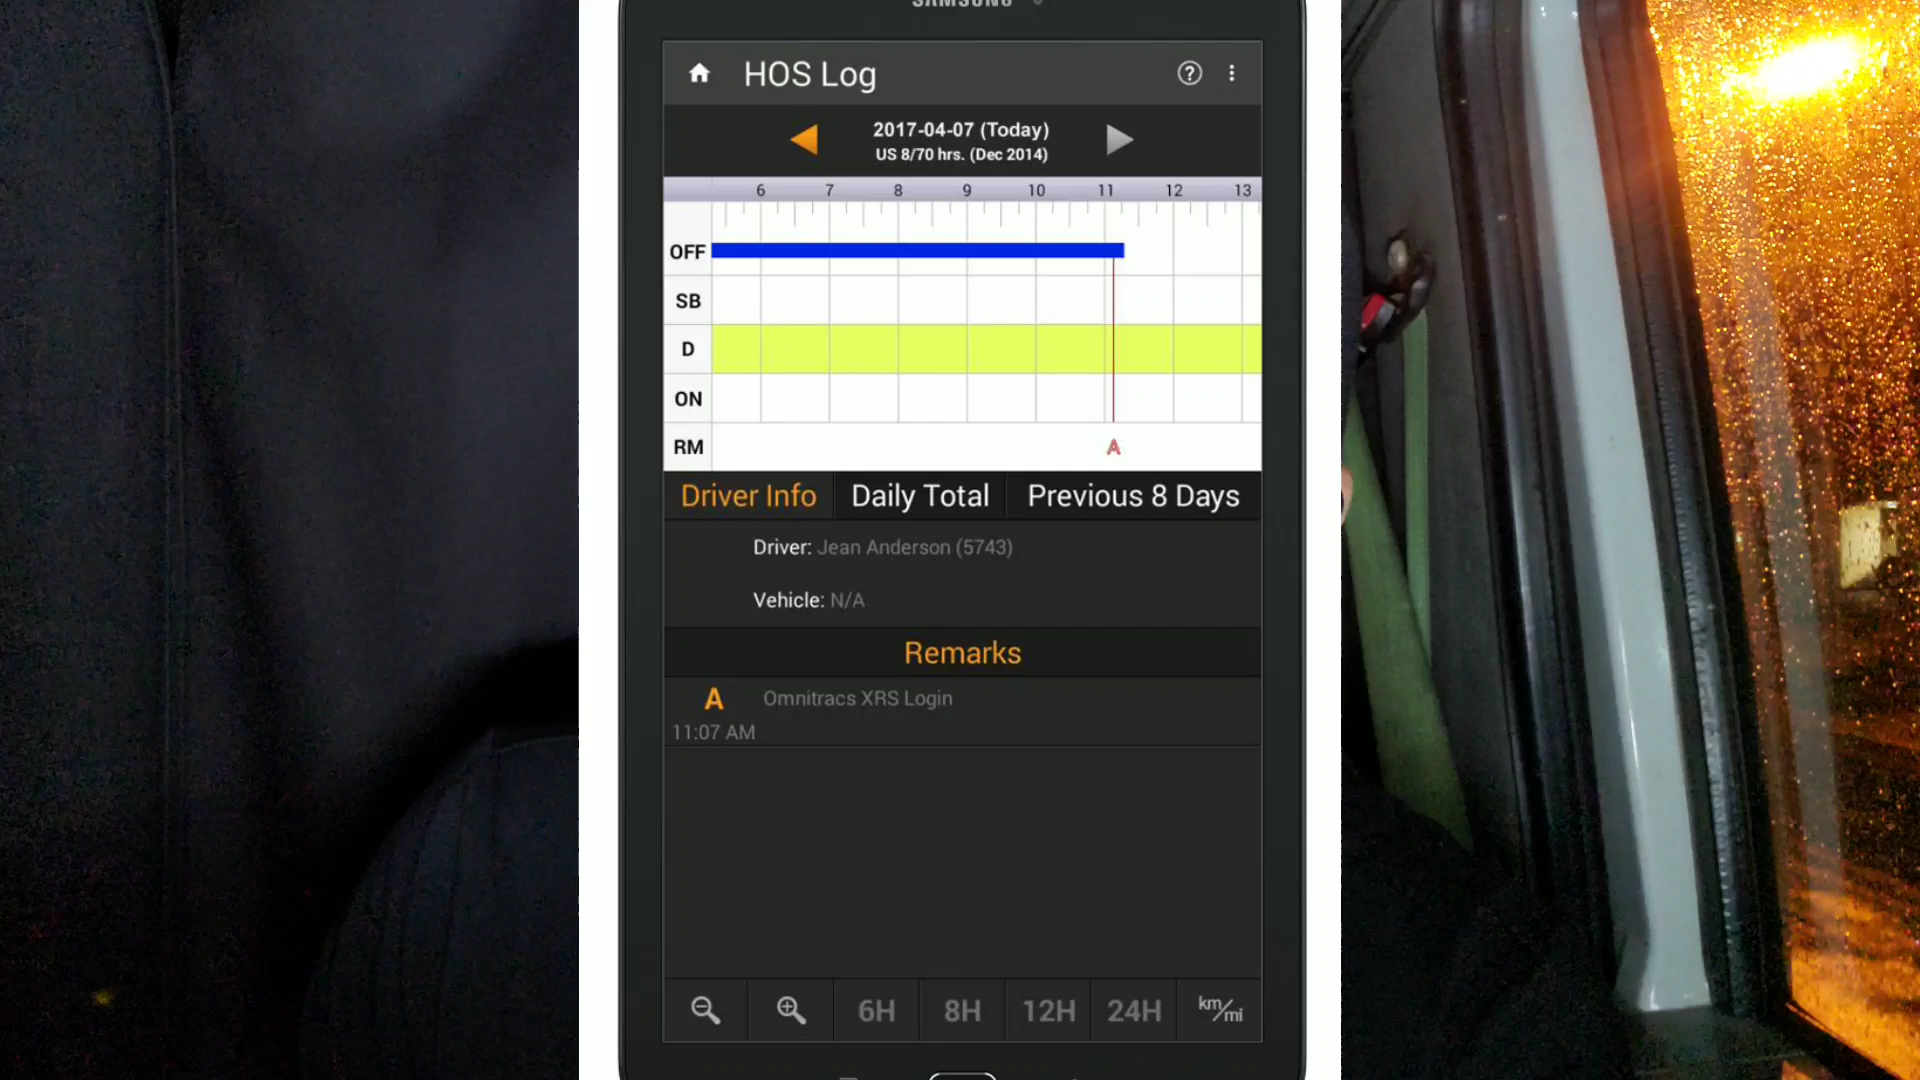 SAMSUNG
HOS Log
2017-04-07 (Today)
US 8/70 hrs. (Dec 2014)
6 7 8 9 10 11 12 13
OFF
SB
D
ON
RM A
Driver Info Daily Total Previous 8 Days
Driver: Jean Anderson (5743)
Vehicle: N/A
Remarks
A Omnitracs XRS Login
11:07 AM
6H 8H 12H 24H km/mi